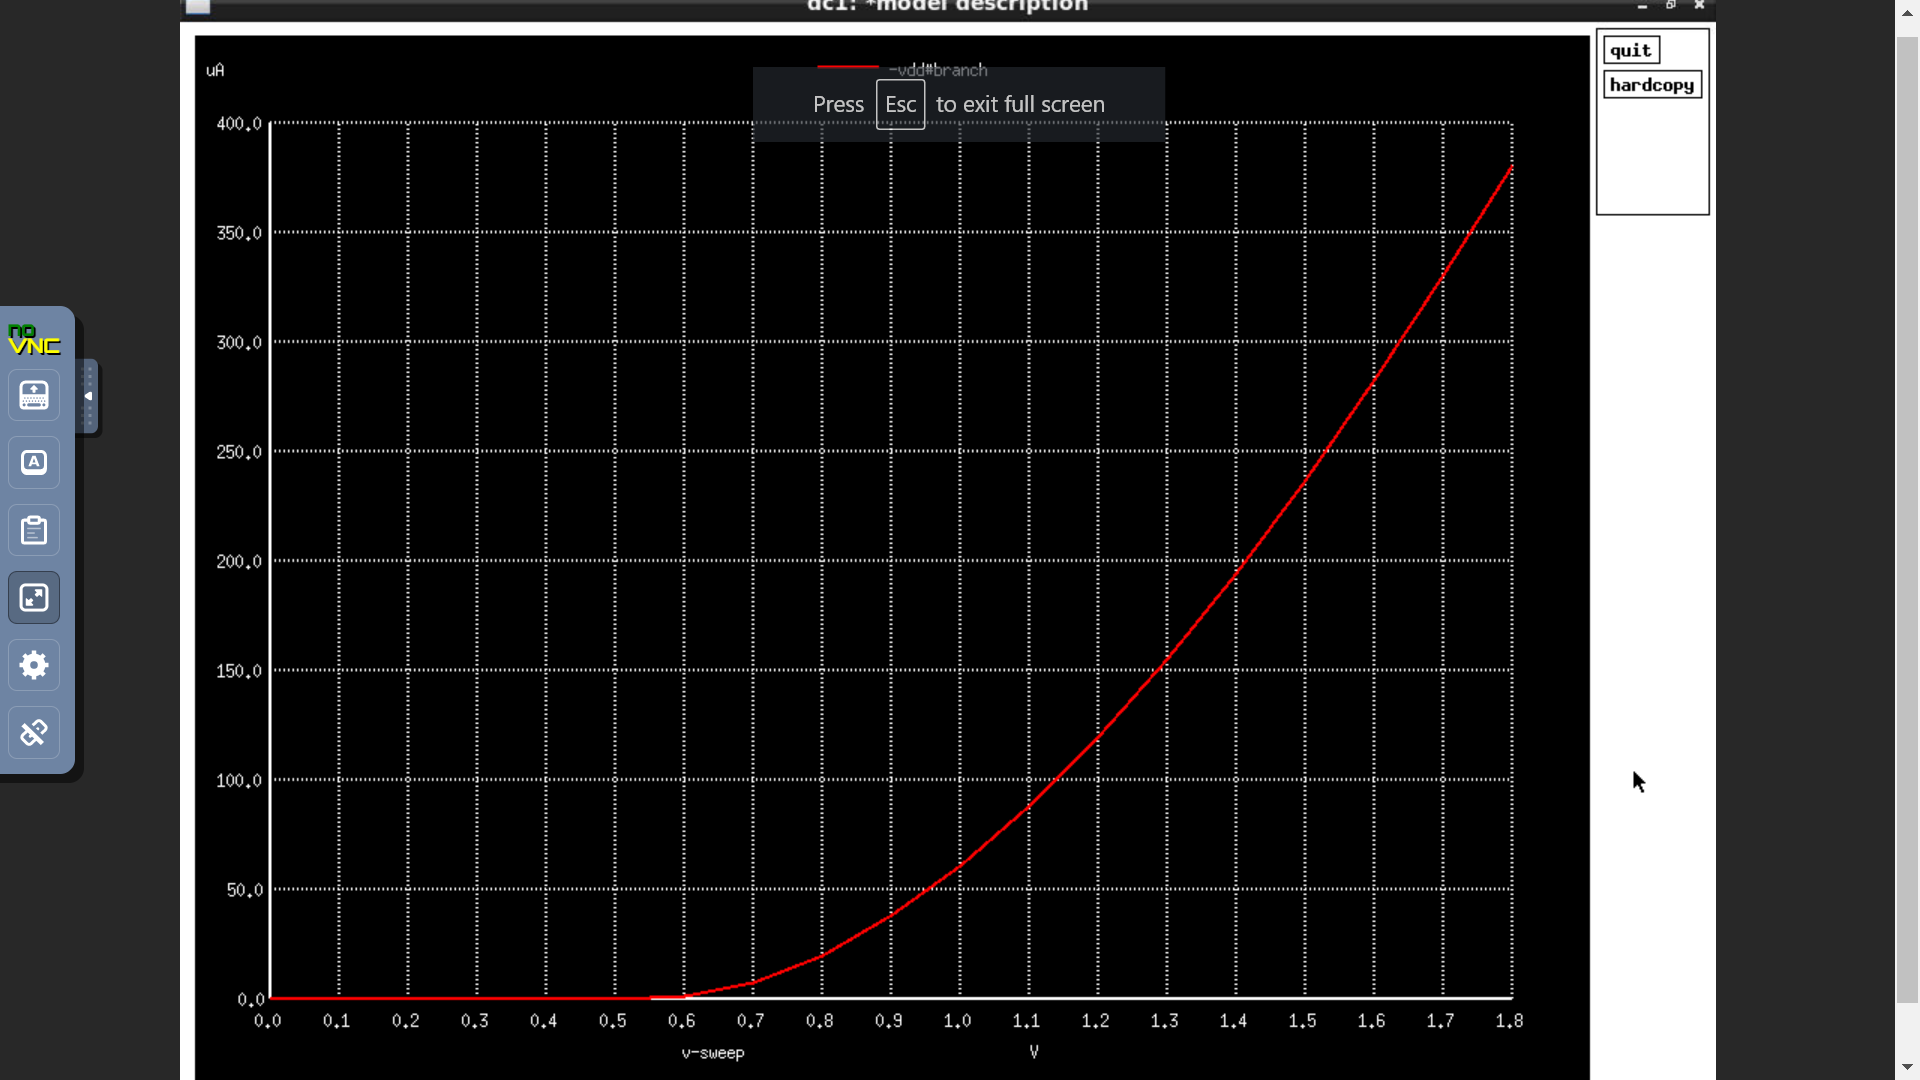 dc1: *model description
quit
uA
-vdd#branch
hardcopy
Press Esc to exit full screen
400.0
350.0
no
VNC
300.0
250.0
A
200.0
150.0
100.0
50.0
0.0
0.0 0.1 0.2 0.3 0.4 0.5 0.6 0.7 0.8 0.9 1.0 1.1 1.2 1.3 1.4 1.5 1.6 1.7 1.8
v-sweep V